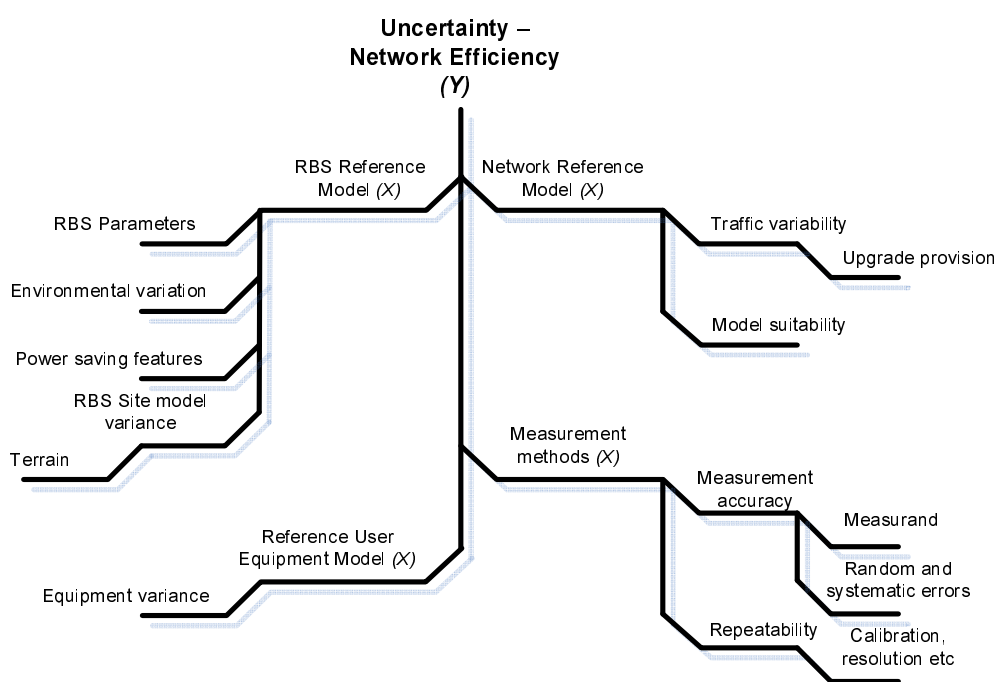 Uncertainty –
Network Efficiency
(Y)
RBS Reference
Model (X)
Network Reference
Model (X)
RBS Parameters
Traffic variability
Upgrade provision
Environmental variation
Model suitability
Power saving features
RBS Site model
variance
Terrain
Measurement
methods (X)
Measurement
accuracy
Measurand
Random and
systematic errors
Reference User
Equipment Model (X)
Equipment variance
Repeatability
Calibration,
resolution etc